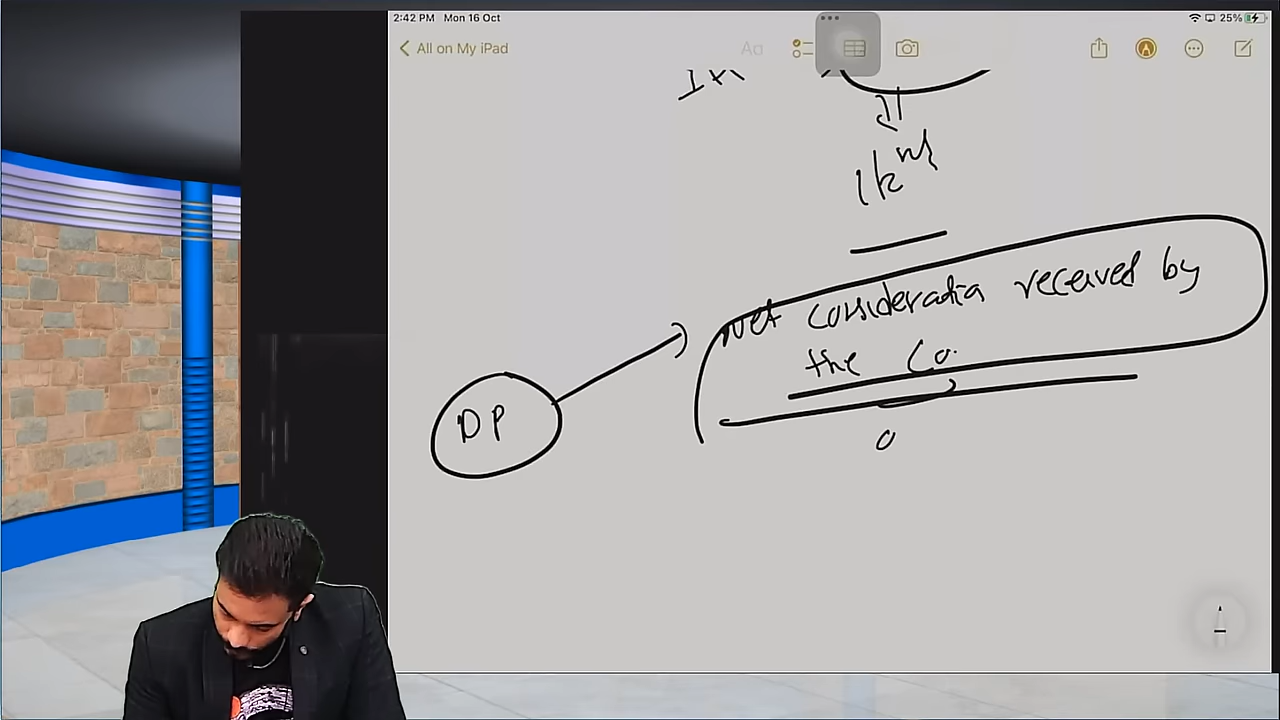 2:42 PM Mon 16 Oct
25%
All on My iPad
Aa
1k
net consideration received by
the Co.
DP